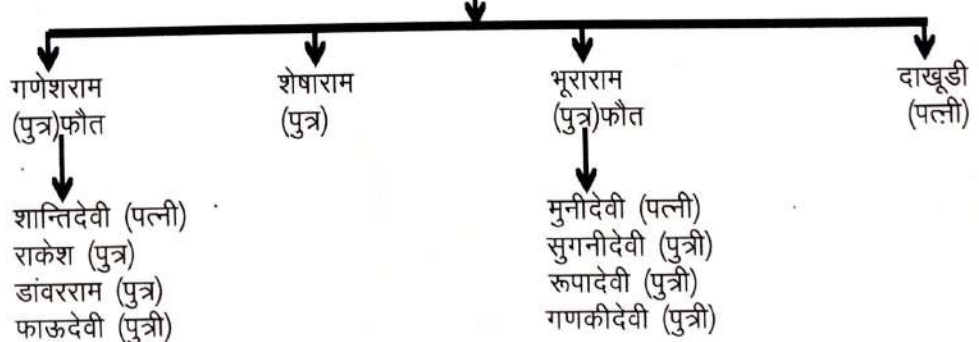 गणेशराम
(पुत्र)फौत
शेषाराम
(पुत्र)
भूराराम
(पुत्र)फौत
दाखूडी
(पत्नी)
शान्तिदेवी (पत्नी)
राकेश (पुत्र)
डांवरराम (पुत्र)
फाऊदेवी (पुत्री)
मुनीदेवी (पत्नी)
सुगनीदेवी (पुत्री)
रूपादेवी (पुत्री)
गणकीदेवी (पुत्री)